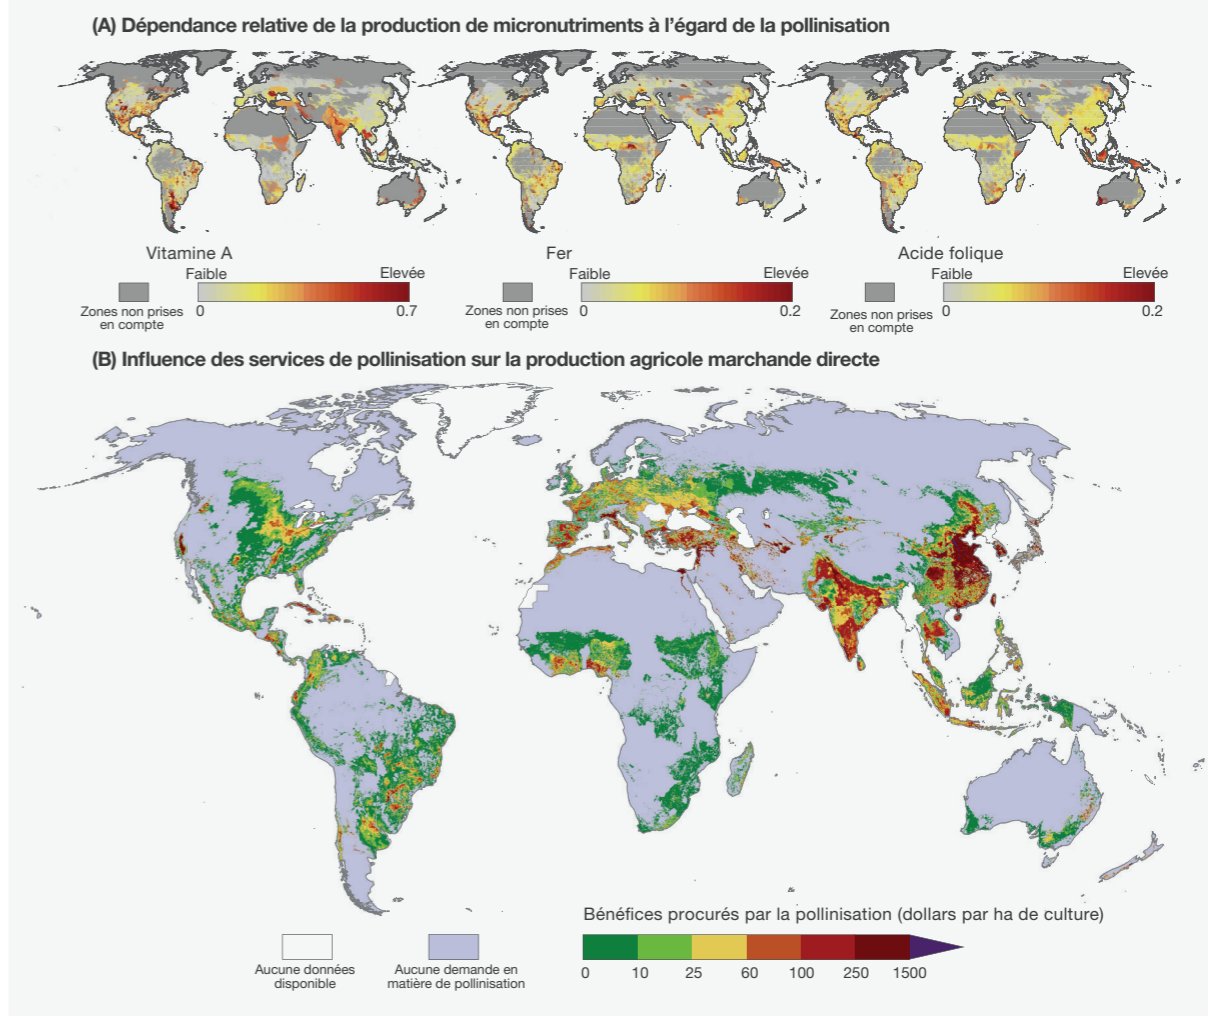 (A) Dépendance relative de la production de micronutriments à l’égard de la pollinisation
Vitamine A
Fer
Acide folique
Faible
Elevée
Faible
Elevée
Faible
Elevée
Zones non prises
en compte
0
0.7
Zones non prises
en compte
0
0.2
Zones non prises
en compte
0
0.2
(B) Influence des services de pollinisation sur la production agricole marchande directe
Bénéfices procurés par la pollinisation (dollars par ha de culture)
Aucune données
disponible
Aucune demande en
matière de pollinisation
0
10
25
60
100
250
1500